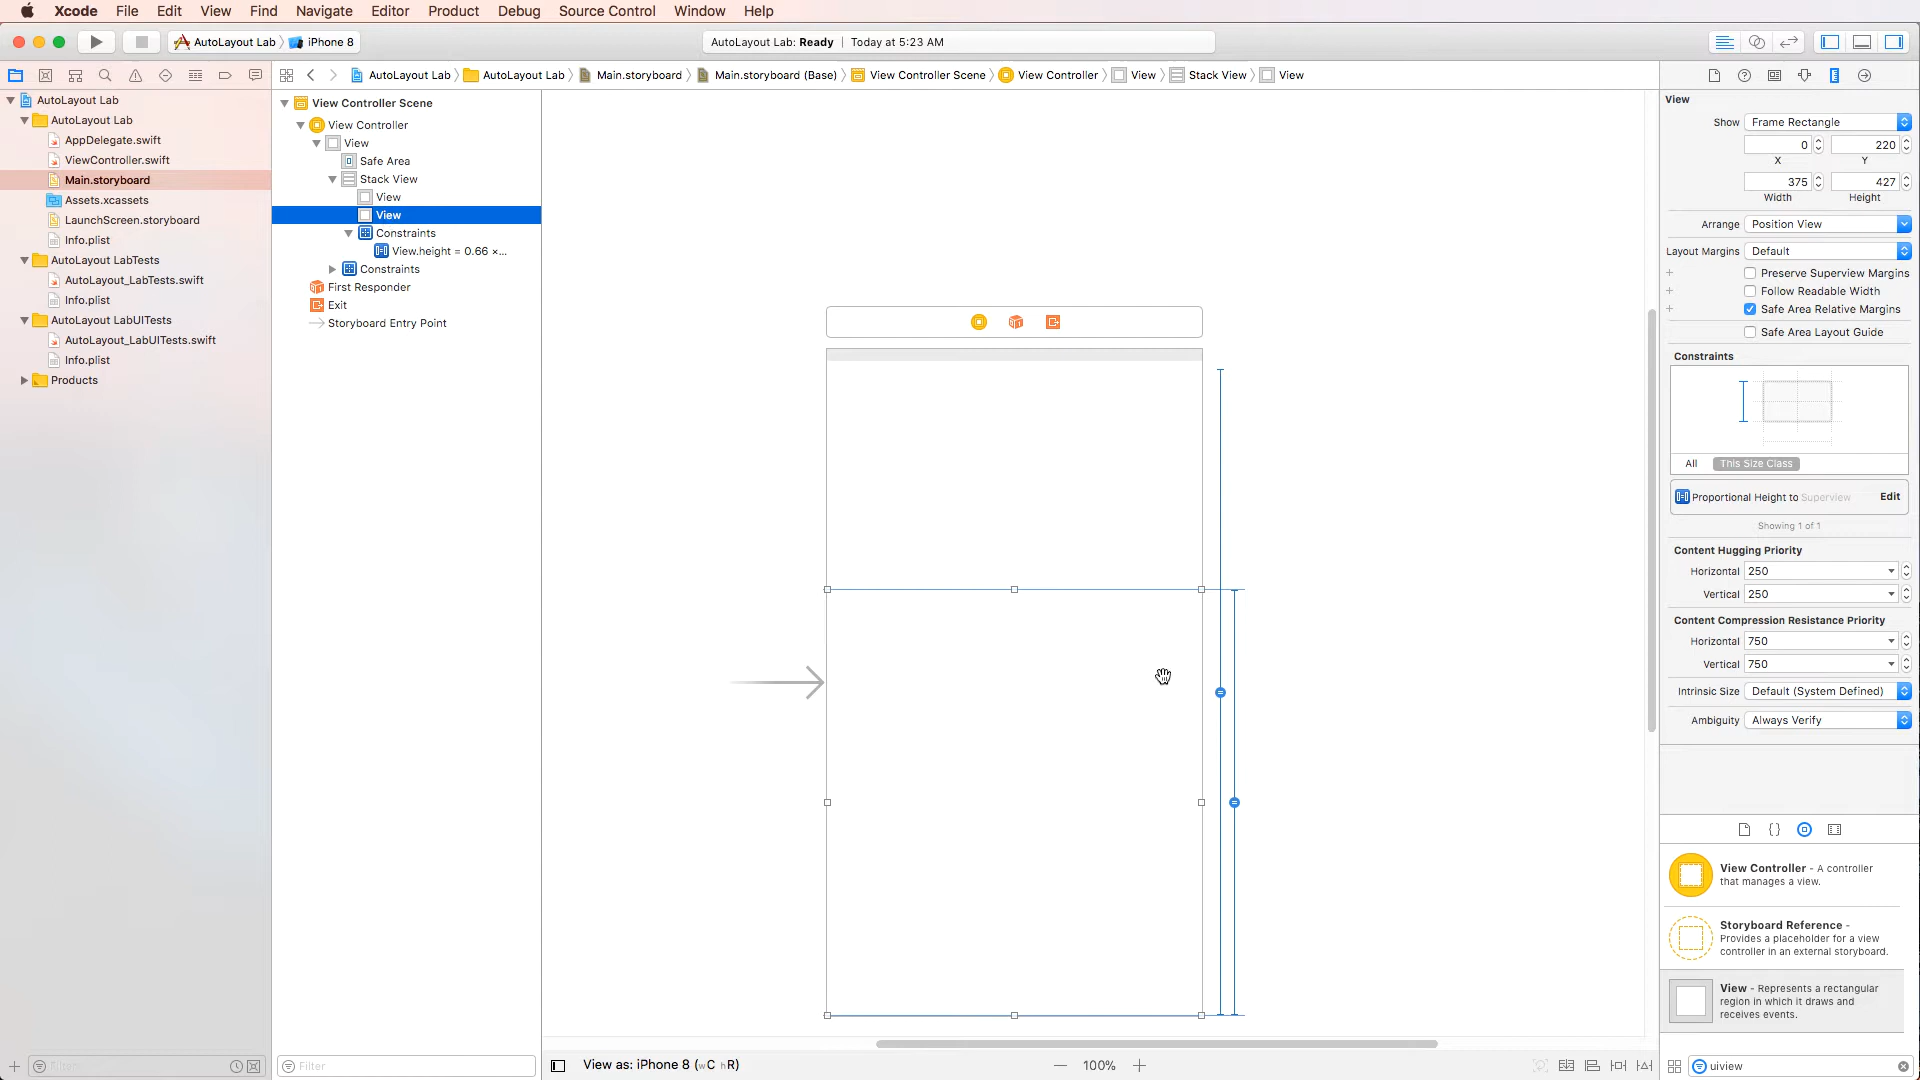 Xcode File Edit View Find Navigate Editor Product Debug Source Control Window Help
AutoLayout Lab iPhone 8 AutoLayout Lab: Ready Today at 5:23 AM
AutoLayout Lab AutoLayout Lab Main.storyboard Main.storyboard (Base) View Controller Scene View Controller View Stack View View
AutoLayout Lab
AutoLayout Lab
AppDelegate.swift
ViewController.swift
Main.storyboard
Assets.xcassets
LaunchScreen.storyboard
Info.plist
AutoLayout LabTests
AutoLayout_LabTests.swift
Info.plist
AutoLayout LabUITests
AutoLayout_LabUITests.swift
Info.plist
Products
Filter
View Controller Scene
View Controller
View
Safe Area
Stack View
View
View
Constraints
View.height = 0.66 ×...
Constraints
First Responder
Exit
Storyboard Entry Point
Filter
View as: iPhone 8 (wC hR)
100%
View
Show Frame Rectangle
0 220
X Y
375 427
Width Height
Arrange Position View
Layout Margins Default
Preserve Superview Margins
Follow Readable Width
Safe Area Relative Margins
Safe Area Layout Guide
Constraints
All This Size Class
Proportional Height to Superview Edit
Showing 1 of 1
Content Hugging Priority
Horizontal 250
Vertical 250
Content Compression Resistance Priority
Horizontal 750
Vertical 750
Intrinsic Size Default (System Defined)
Ambiguity Always Verify
View Controller - A controller
that manages a view.
Storyboard Reference -
Provides a placeholder for a view
controller in an external storyboard.
View - Represents a rectangular
region in which it draws and
receives events.
uiview